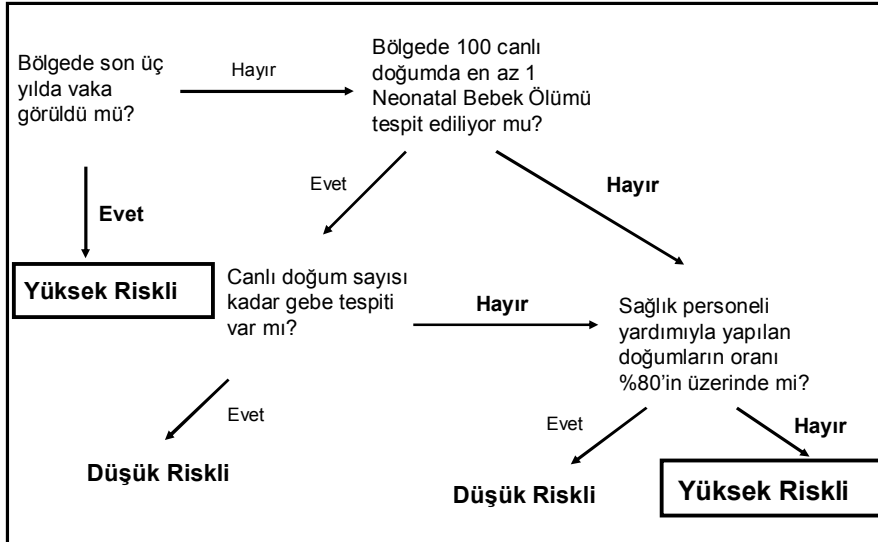 Bölgede son üç
yılda vaka
görüldü mü?
Hayır
Bölgede 100 canlı
doğumda en az 1
Neonatal Bebek Ölümü
tespit ediliyor mu?
Evet
Yüksek Riskli
Evet
Hayır
Canlı doğum sayısı
kadar gebe tespiti
var mı?
Hayır
Sağlık personeli
yardımıyla yapılan
doğumların oranı
%80’in üzerinde mi?
Evet
Düşük Riskli
Evet
Düşük Riskli
Hayır
Yüksek Riskli